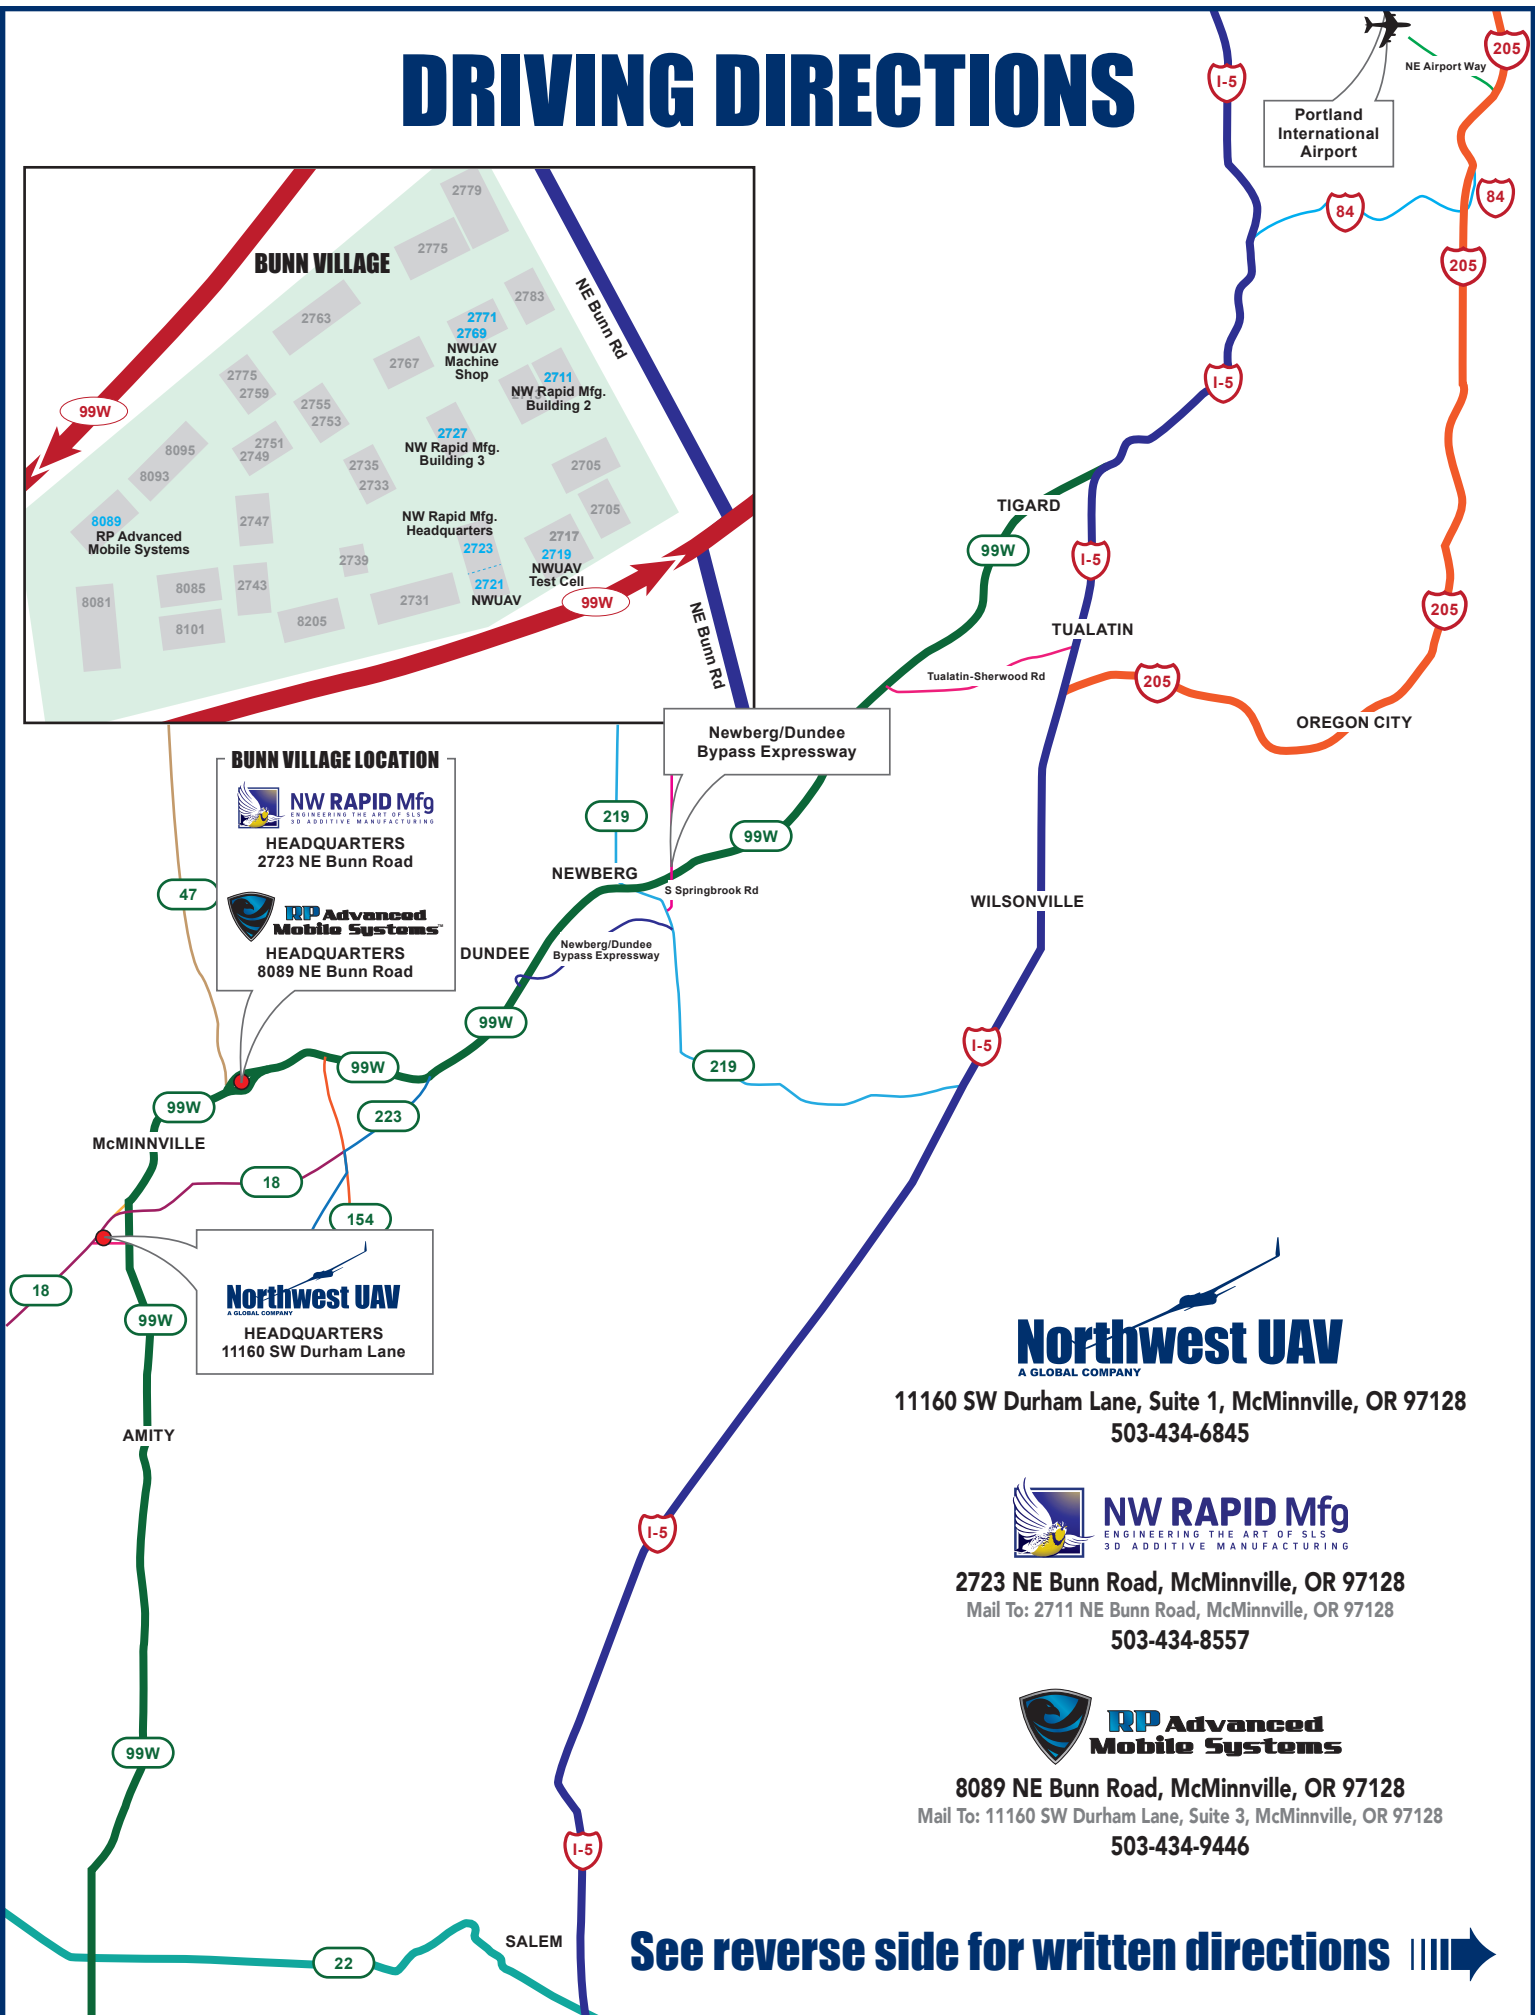 DRIVING DIRECTIONS
I-5
205
NE Airport Way
Portland
International
Airport
84
84
205
BUNN VILLAGE
2779
2775
2783
2763
2771
2769
NWUAV
Machine
Shop
2767
2711
NW Rapid Mfg.
Building 2
NE Bunn Rd
2775
2759
2755
2753
99W
2727
NW Rapid Mfg.
Building 3
2751
2749
8095
8093
2735
2733
2705
2705
8089
RP Advanced
Mobile Systems
2747
NW Rapid Mfg.
Headquarters
2723
2717
2719
NWUAV
Test Cell
2739
2721
NWUAV
8081
8085
2743
2731
8101
8205
99W
NE Bunn Rd
I-5
TIGARD
99W
I-5
205
TUALATIN
Tualatin-Sherwood Rd
205
OREGON CITY
Newberg/Dundee
Bypass Expressway
BUNN VILLAGE LOCATION
NW RAPID Mfg
ENGINEERING THE ART OF SLS
3D ADDITIVE MANUFACTURING
HEADQUARTERS
2723 NE Bunn Road
RP Advanced
Mobile Systems™
HEADQUARTERS
8089 NE Bunn Road
47
219
99W
NEWBERG
S Springbrook Rd
WILSONVILLE
DUNDEE
Newberg/Dundee
Bypass Expressway
99W
I-5
99W
219
99W
223
McMINNVILLE
18
154
18
99W
Northwest UAV
A GLOBAL COMPANY
HEADQUARTERS
11160 SW Durham Lane
AMITY
I-5
99W
I-5
22
SALEM
Northwest UAV
A GLOBAL COMPANY
11160 SW Durham Lane, Suite 1, McMinnville, OR 97128
503-434-6845
NW RAPID Mfg
ENGINEERING THE ART OF SLS
3D ADDITIVE MANUFACTURING
2723 NE Bunn Road, McMinnville, OR 97128
Mail To: 2711 NE Bunn Road, McMinnville, OR 97128
503-434-8557
RP Advanced
Mobile Systems
8089 NE Bunn Road, McMinnville, OR 97128
Mail To: 11160 SW Durham Lane, Suite 3, McMinnville, OR 97128
503-434-9446
See reverse side for written directions